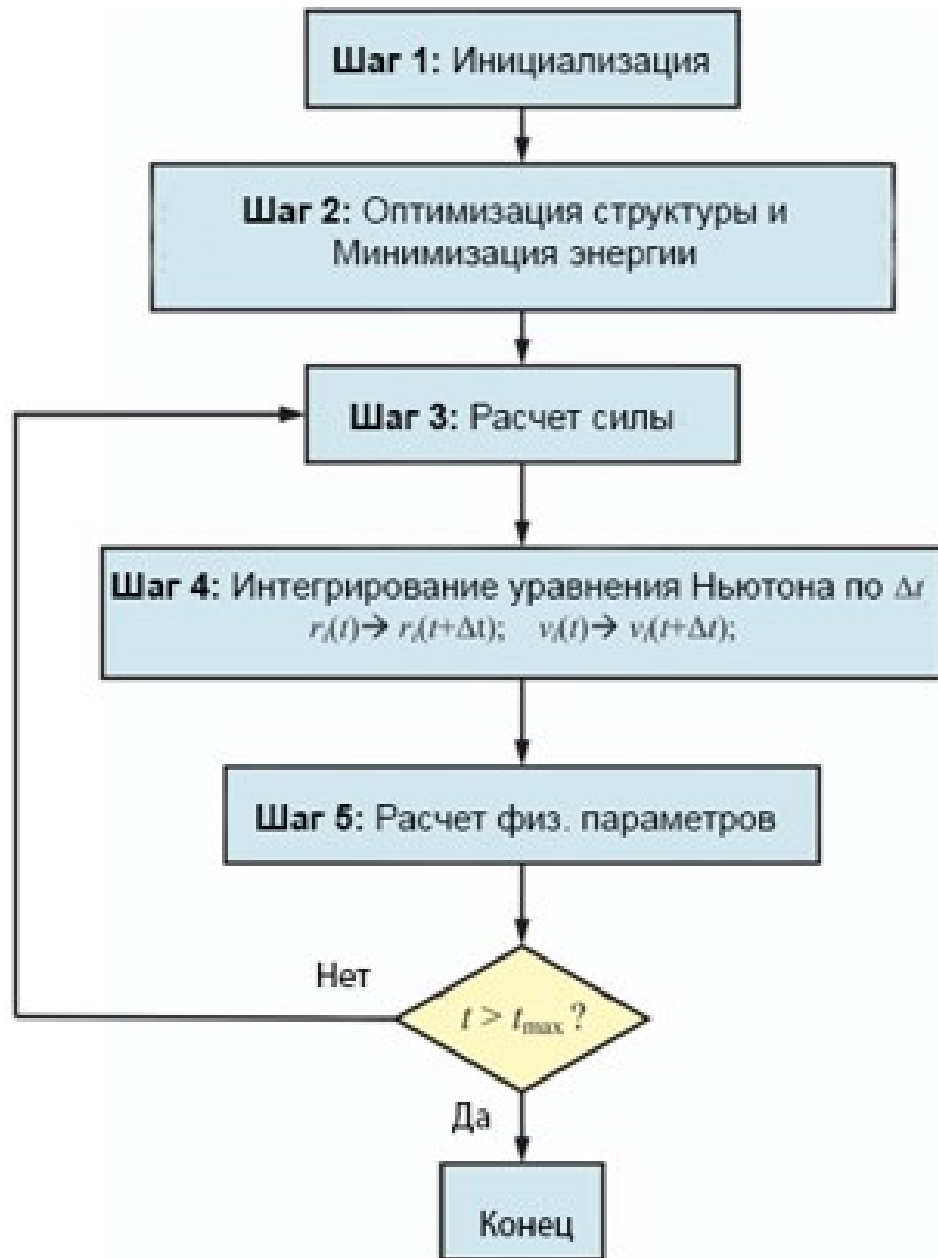 Шаг 1: Инициализация
Шаг 2: Оптимизация структуры и
Минимизация энергии
Шаг 3: Расчет силы
Шаг 4: Интегрирование уравнения Ньютона по Δt
rᵢ(t)→ rᵢ(t+Δt); vᵢ(t)→ vᵢ(t+Δt);
Шаг 5: Расчет физ. параметров
Нет
t > tmax ?
Да
Конец